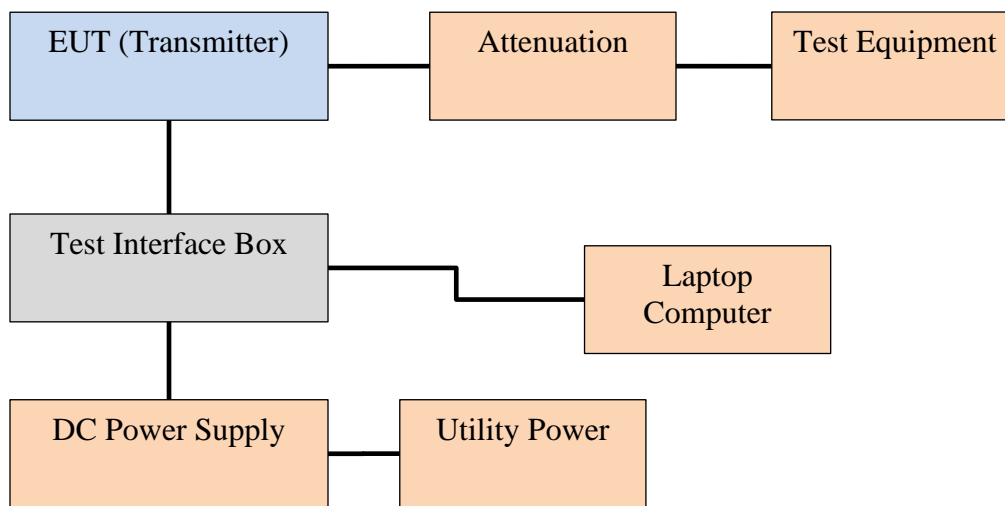 EUT (Transmitter)
Attenuation
Test Equipment
Test Interface Box
Laptop
Computer
DC Power Supply
Utility Power